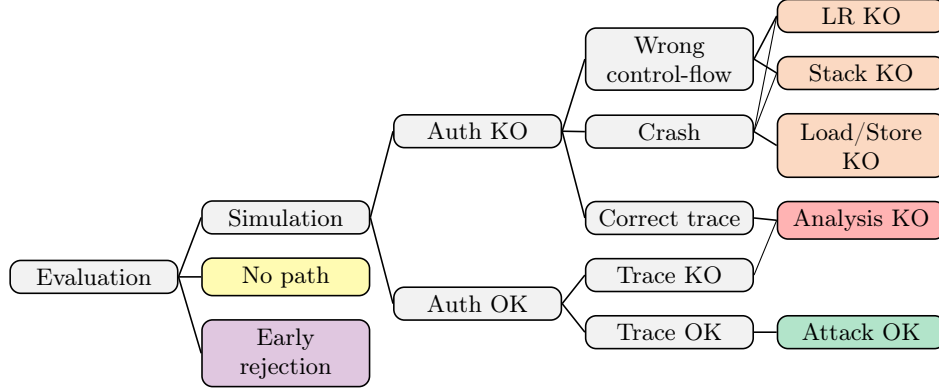 Evaluation
Simulation
No path
Early
rejection
Auth KO
Auth OK
Wrong
control-flow
Crash
Correct trace
Trace KO
Trace OK
LR KO
Stack KO
Load/Store
KO
Analysis KO
Attack OK